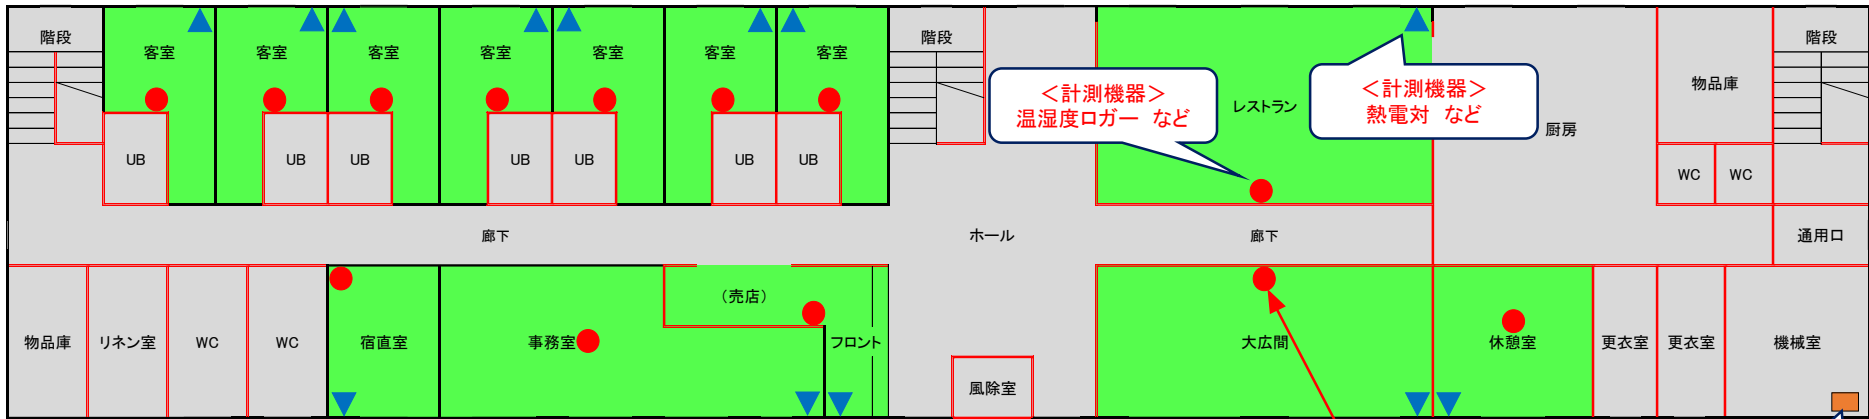 階段
客室
客室
客室
客室
客室
客室
客室
階段
階段
<計測機器>
温湿度ロガー など
レストラン
<計測機器>
熱電対 など
厨房
物品庫
UB
UB
UB
UB
UB
UB
UB
WC
WC
廊下
ホール
廊下
通用口
(売店)
物品庫
リネン室
WC
WC
宿直室
事務室
フロント
風除室
大広間
休憩室
更衣室
更衣室
機械室